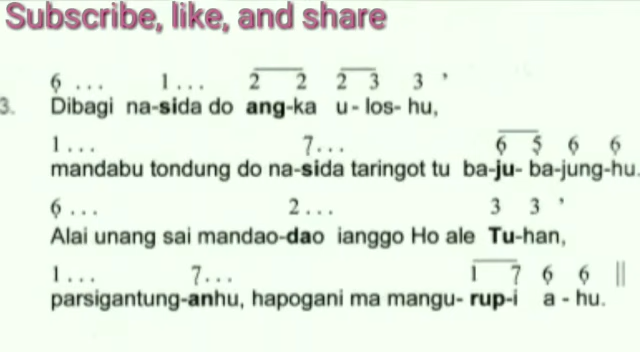 Subscribe, like, and share
6 . . . 1 . . . 2 2 2 3 3 '
3. Dibagi na-sida do ang-ka u - los- hu,
1 . . . 7 . . . 6 5 6 6
mandabu tondung do na-sida taringot tu ba-ju- ba-jung-hu.
6 . . . 2 . . . 3 3 '
Alai unang sai mandao-dao ianggo Ho ale Tu-han,
1 . . . 7 . . . 1 7 6 6 ||
parsigantung-anhu, hapogani ma mangu- rup-i a - hu.